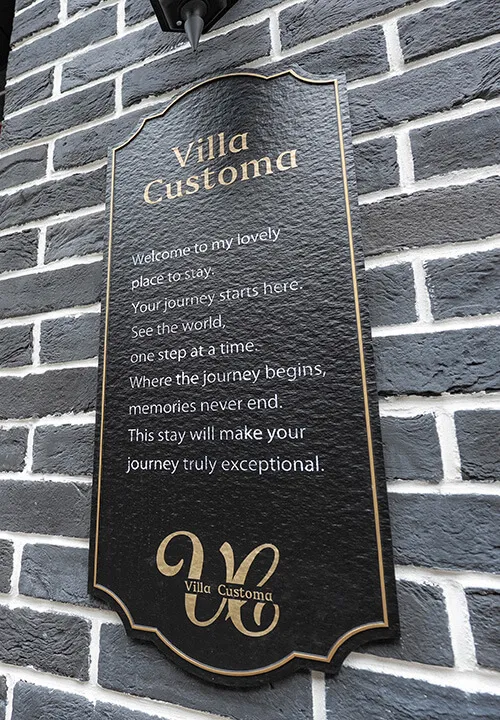 Villa
Customa
Welcome to my lovely
place to stay.
Your journey starts here.
See the world,
one step at a time.
Where the journey begins,
memories never end.
This stay will make your
journey truly exceptional.
VC
Villa Customa